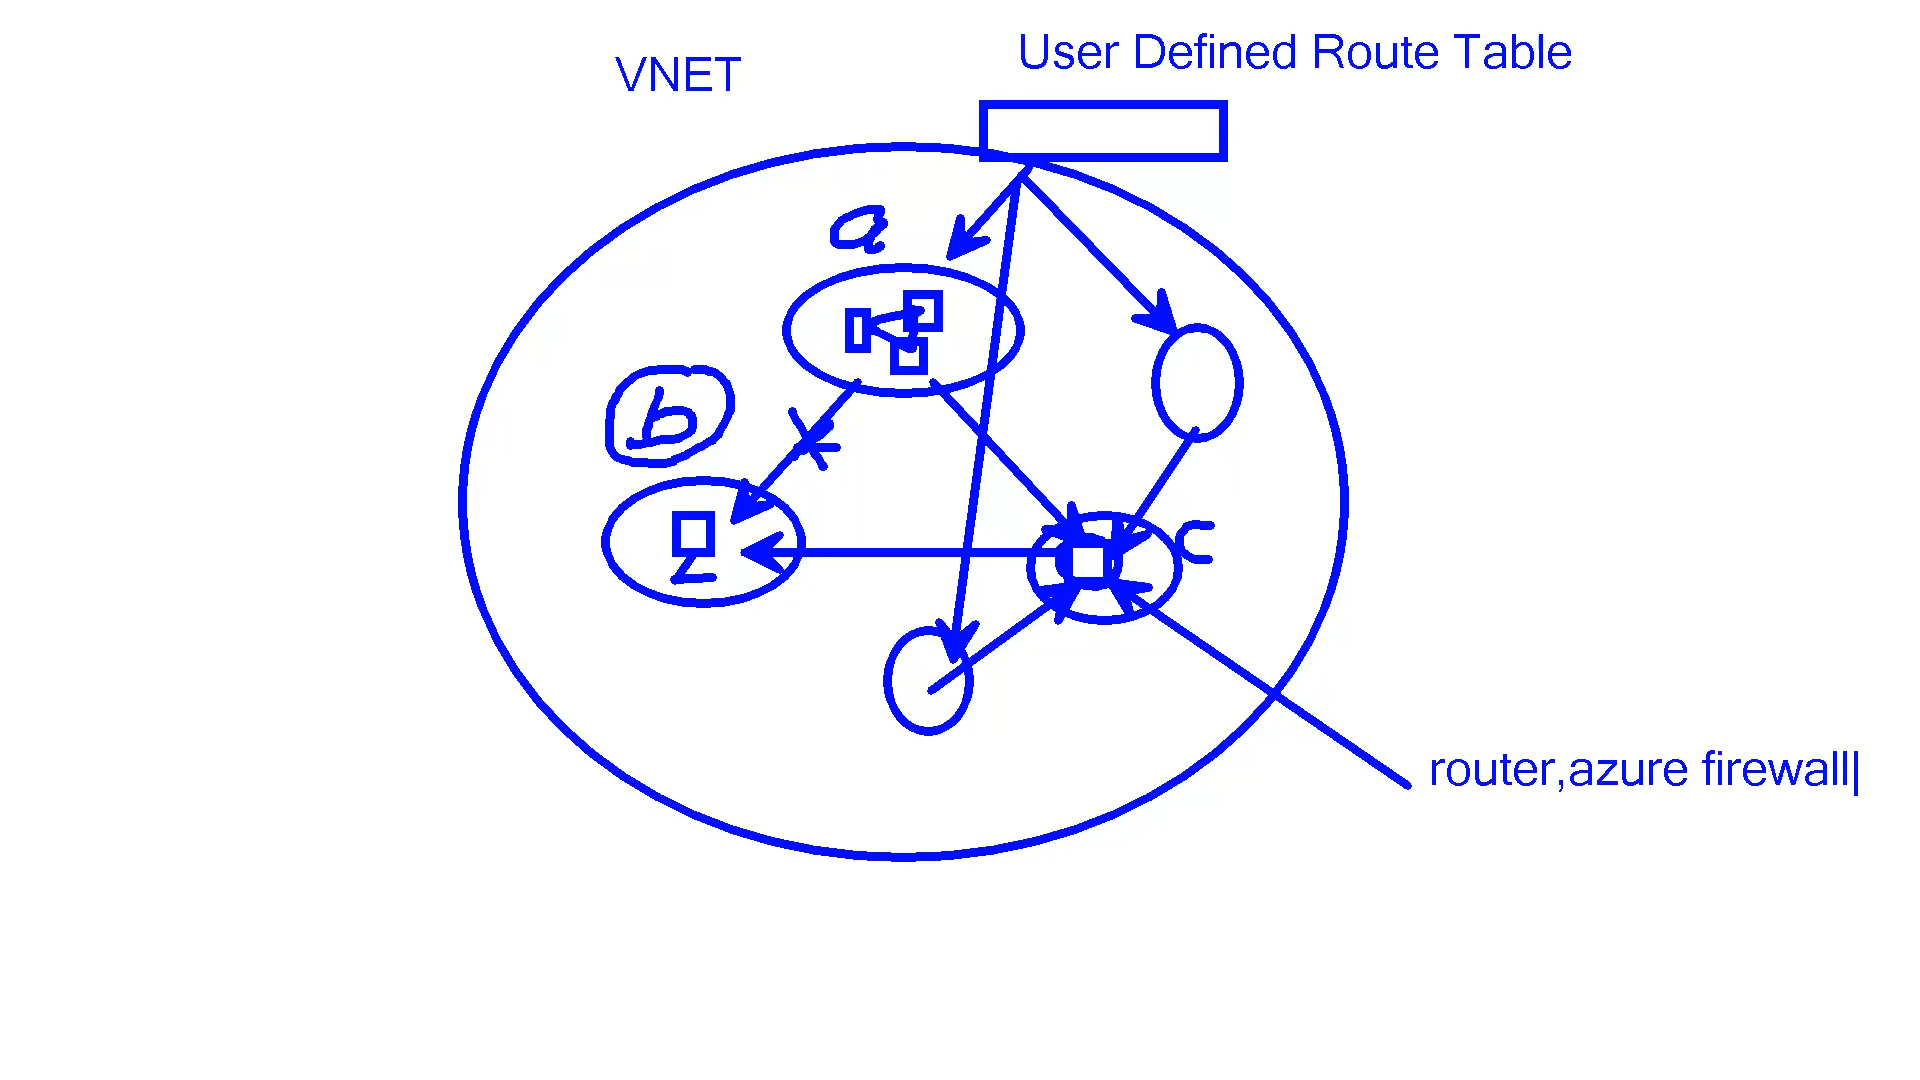 User Defined Route Table
VNET
a
b
c
router,azure firewall